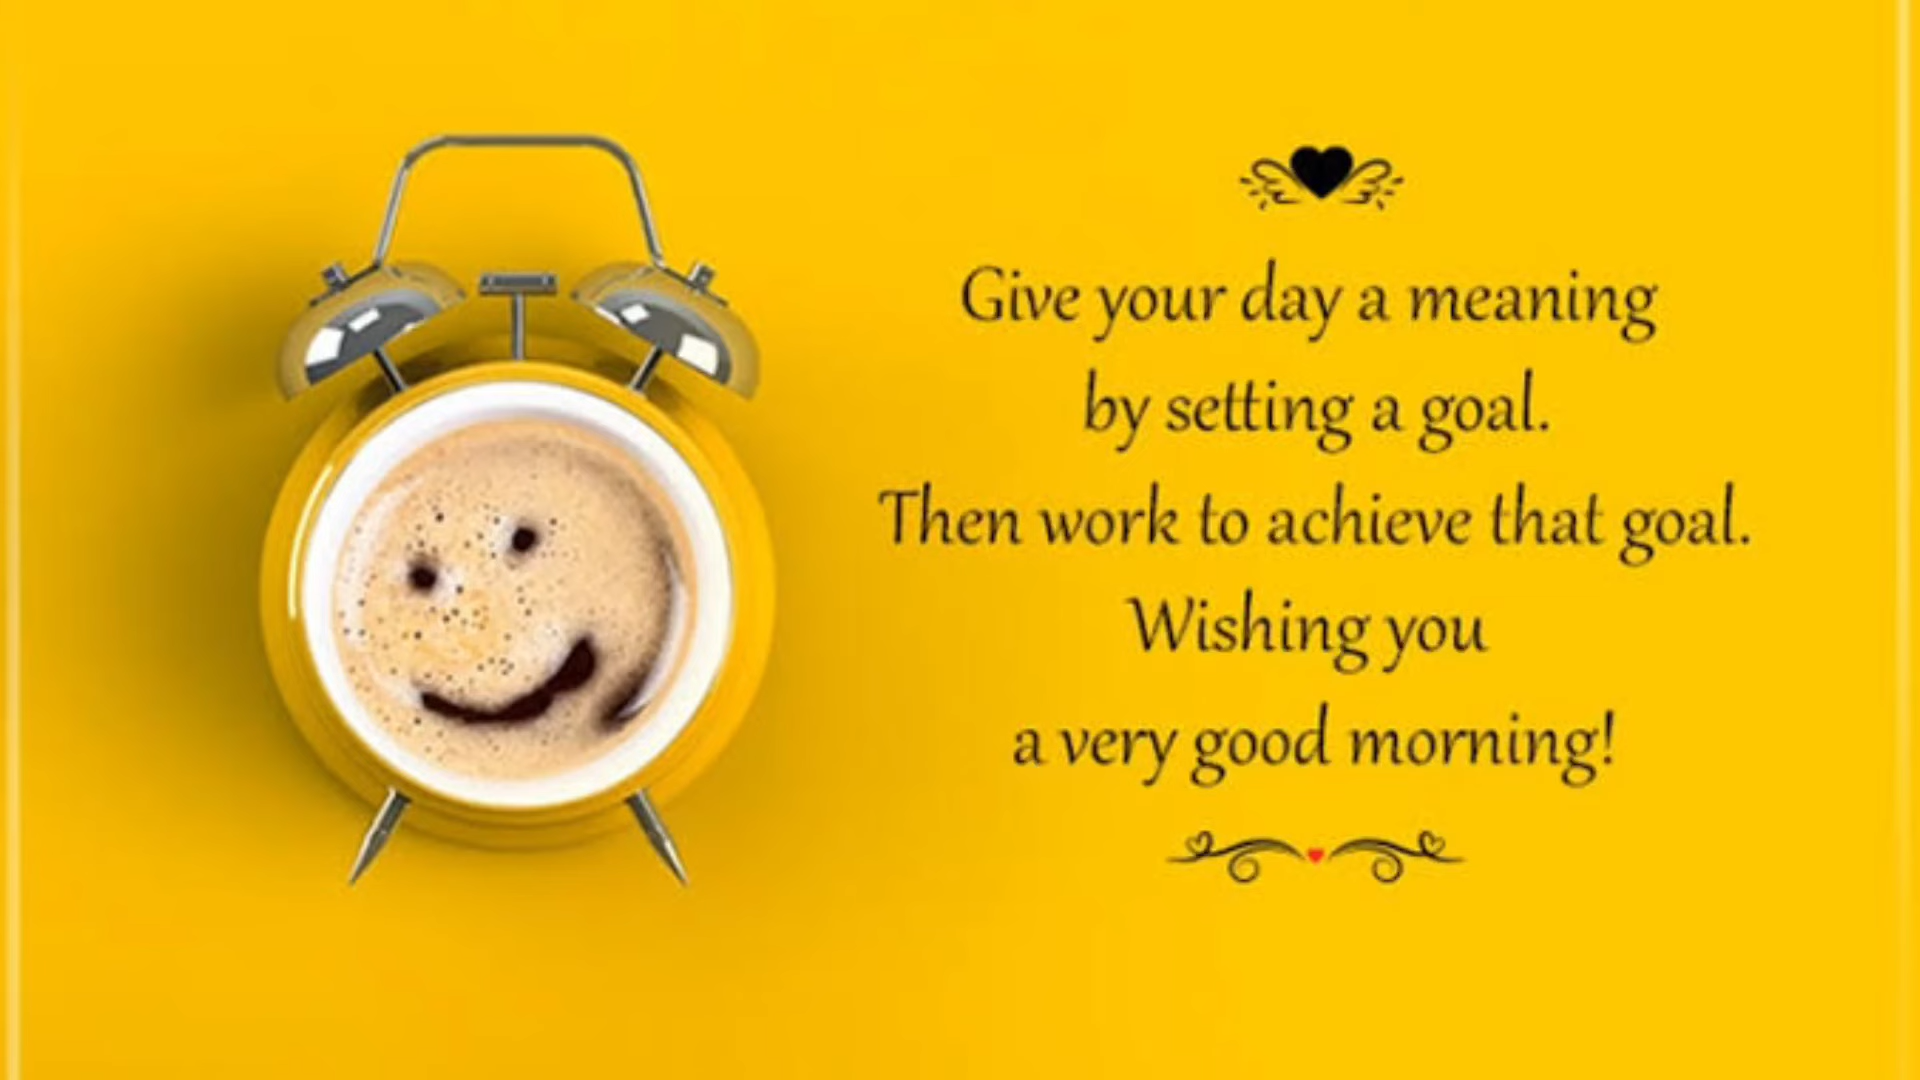 Give your day a meaning
by setting a goal.
Then work to achieve that goal.
Wishing you
a very good morning!